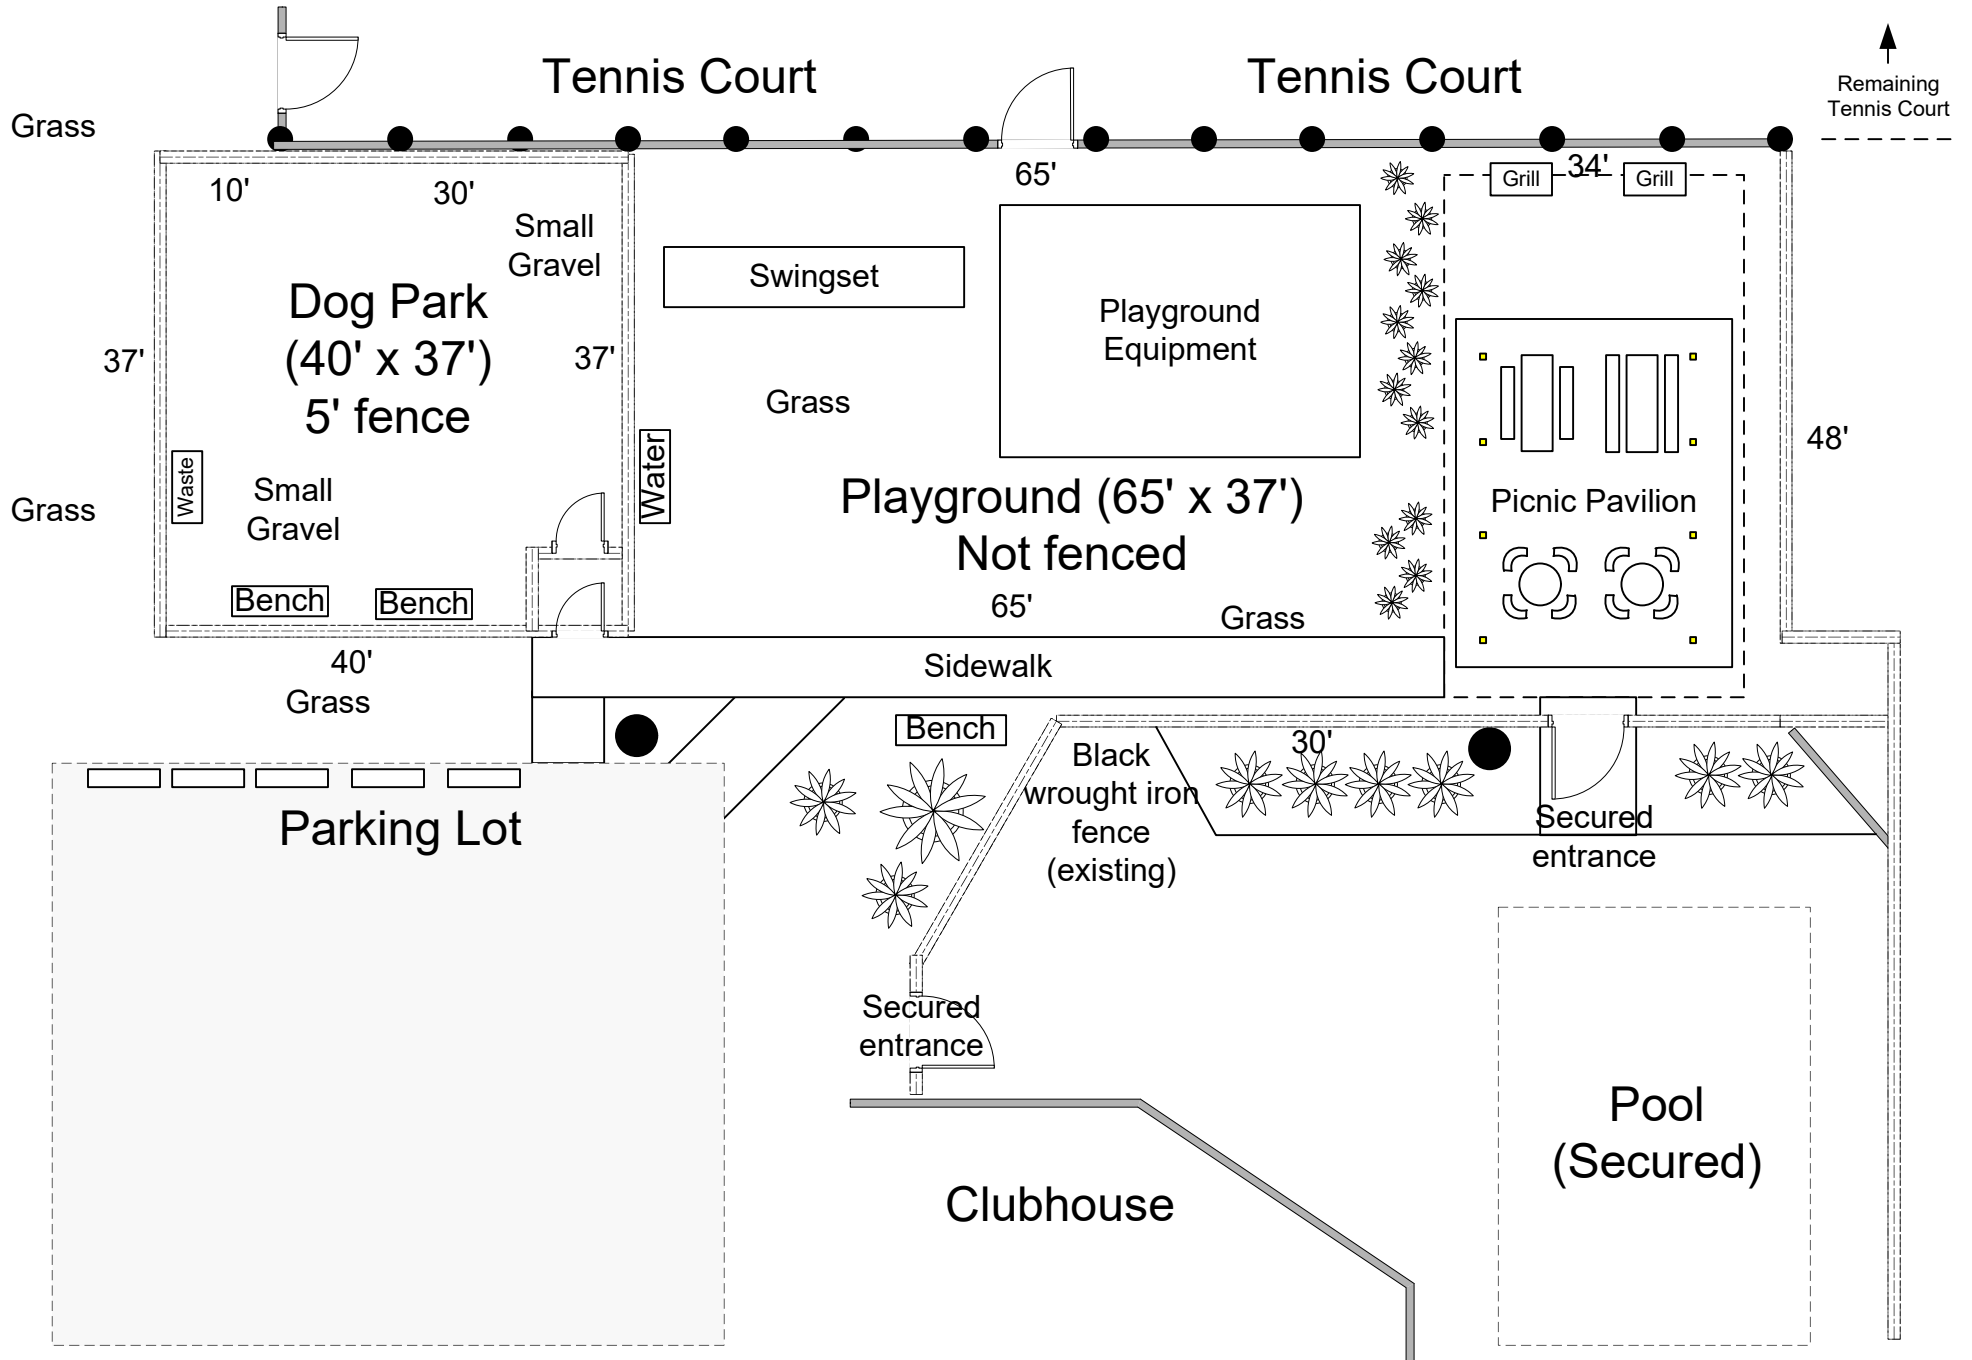 Tennis Court
Tennis Court
Remaining
Tennis Court
Grass
10'
30'
65'
34'
Grill
Grill
Small
Gravel
Swingset
Playground
Equipment
Dog Park
(40' x 37')
5' fence
37'
37'
Grass
48'
Waste
Water
Small
Gravel
Grass
Playground (65' x 37')
Not fenced
Picnic Pavilion
65'
Grass
Bench
Bench
40'
Grass
Sidewalk
Bench
Black
wrought iron
fence
(existing)
30'
Secured
entrance
Parking Lot
Secured
entrance
Pool
(Secured)
Clubhouse